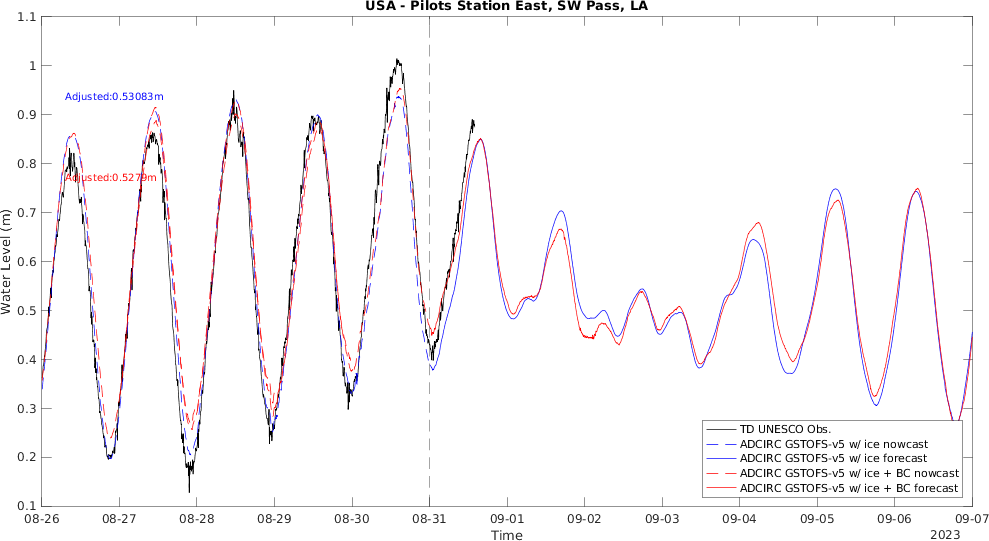 USA - Pilots Station East, SW Pass, LA
1.1
1
0.9
0.8
0.7
0.6
0.5
0.4
0.3
0.2
0.1
Water Level (m)
Adjusted:0.53083m
Adjusted:0.5279m
TD UNESCO Obs.
ADCIRC GSTOFS-v5 w/ ice nowcast
ADCIRC GSTOFS-v5 w/ ice forecast
ADCIRC GSTOFS-v5 w/ ice + BC nowcast
ADCIRC GSTOFS-v5 w/ ice + BC forecast
08-26 08-27 08-28 08-29 08-30 08-31 09-01 09-02 09-03 09-04 09-05 09-06 09-07
Time
2023